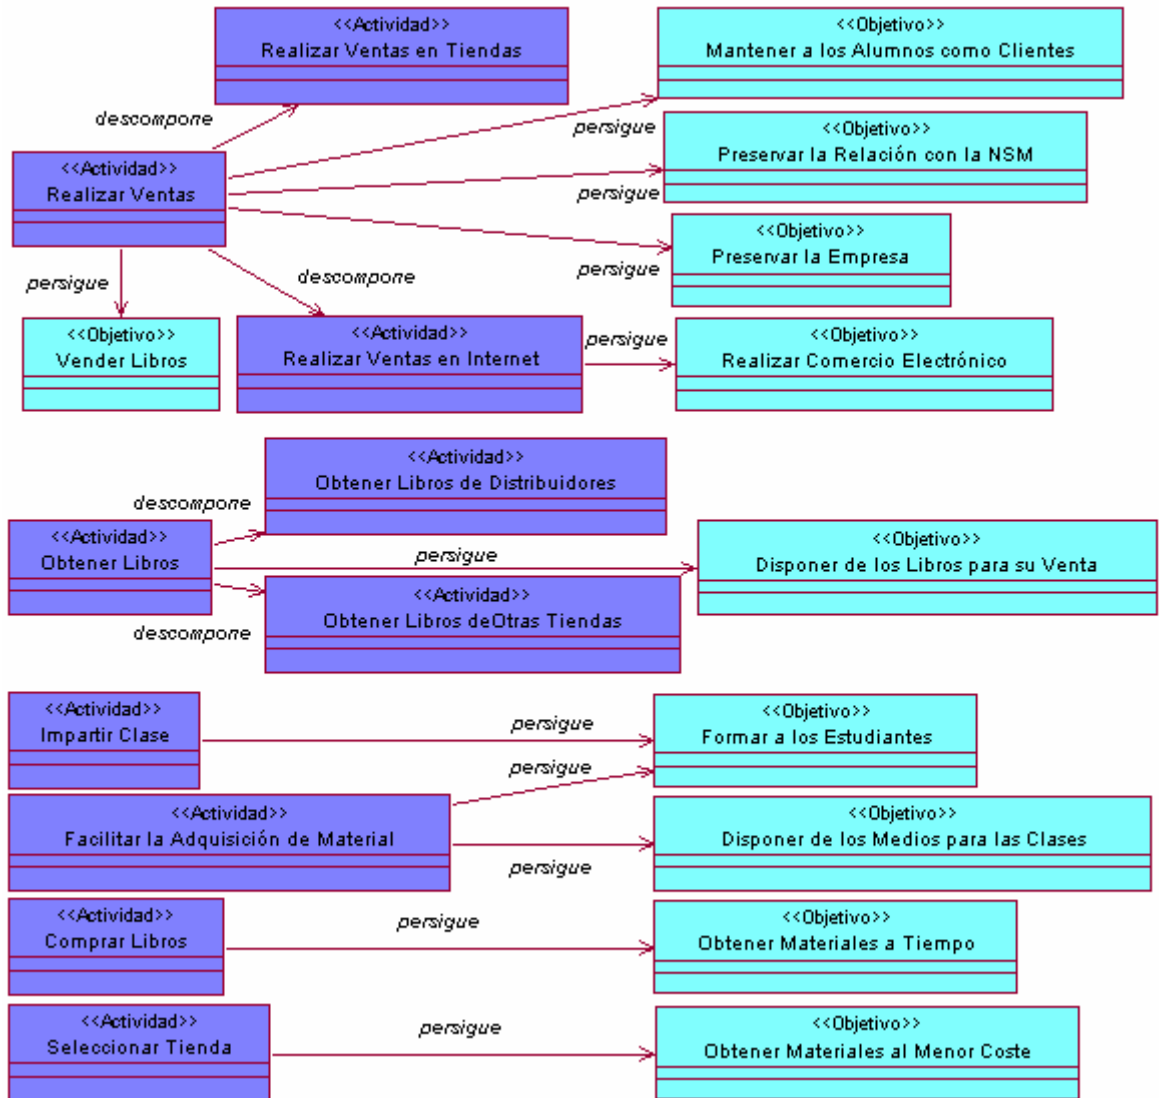 <<Actividad>>
Realizar Ventas en Tiendas
<<Objetivo>>
Mantener a los Alumnos como Clientes
descompone
persigue
<<Objetivo>>
Preservar la Relación con la NSM
<<Actividad>>
Realizar Ventas
persigue
<<Objetivo>>
Preservar la Empresa
persigue
descompone
persigue
<<Objetivo>>
Vender Libros
<<Actividad>>
Realizar Ventas en Internet
persigue
<<Objetivo>>
Realizar Comercio Electrónico
<<Actividad>>
Obtener Libros de Distribuidores
descompone
<<Actividad>>
Obtener Libros
persigue
<<Objetivo>>
Disponer de los Libros para su Venta
<<Actividad>>
Obtener Libros deOtras Tiendas
descompone
<<Actividad>>
Impartir Clase
persigue
<<Objetivo>>
Formar a los Estudiantes
persigue
<<Actividad>>
Facilitar la Adquisición de Material
persigue
<<Objetivo>>
Disponer de los Medios para las Clases
<<Actividad>>
Comprar Libros
persigue
<<Objetivo>>
Obtener Materiales a Tiempo
<<Actividad>>
Seleccionar Tienda
persigue
<<Objetivo>>
Obtener Materiales al Menor Coste